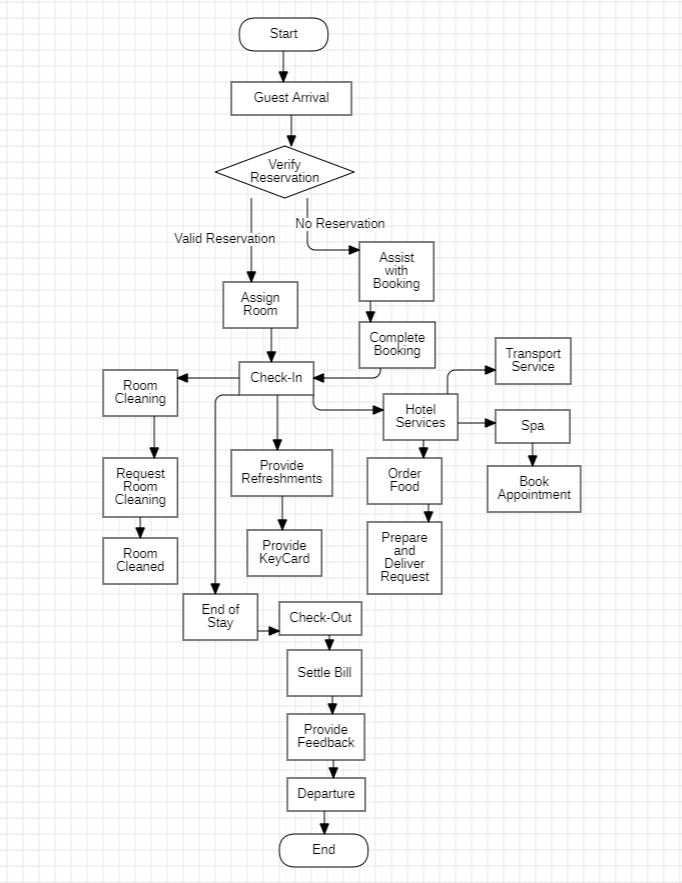 Start
Guest Arrival
Verify
Reservation
No Reservation
Valid Reservation
Assist
with
Booking
Assign
Room
Complete
Booking
Transport
Service
Check-In
Room
Cleaning
Hotel
Services
Spa
Provide
Refreshments
Order
Food
Book
Appointment
Request
Room
Cleaning
Provide
KeyCard
Prepare
and
Deliver
Request
Room
Cleaned
End of
Stay
Check-Out
Settle Bill
Provide
Feedback
Departure
End